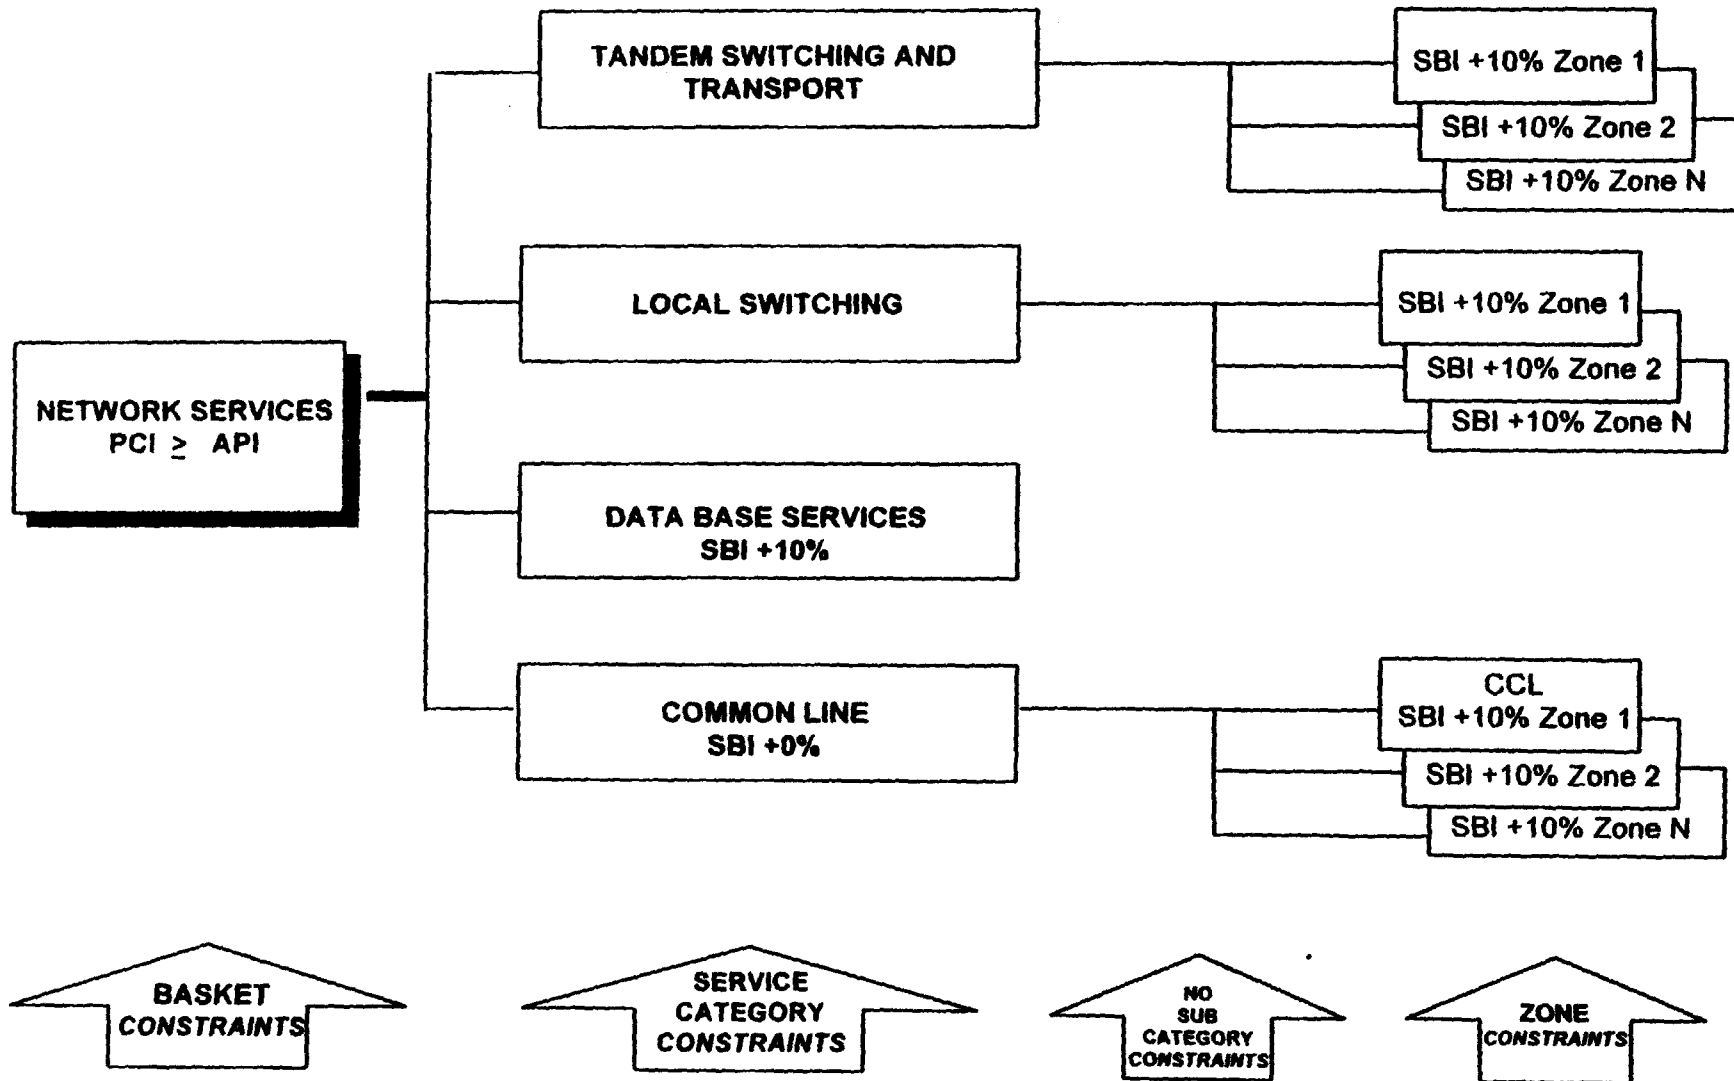 TANDEM SWITCHING AND
TRANSPORT
SBI +10% Zone 1
SBI +10% Zone 2
SBI +10% Zone N
LOCAL SWITCHING
SBI +10% Zone 1
SBI +10% Zone 2
SBI +10% Zone N
NETWORK SERVICES
PCI ≥ API
DATA BASE SERVICES
SBI +10%
COMMON LINE
SBI +0%
CCL
SBI +10% Zone 1
SBI +10% Zone 2
SBI +10% Zone N
BASKET
CONSTRAINTS
SERVICE
CATEGORY
CONSTRAINTS
NO
SUB
CATEGORY
CONSTRAINTS
ZONE
CONSTRAINTS